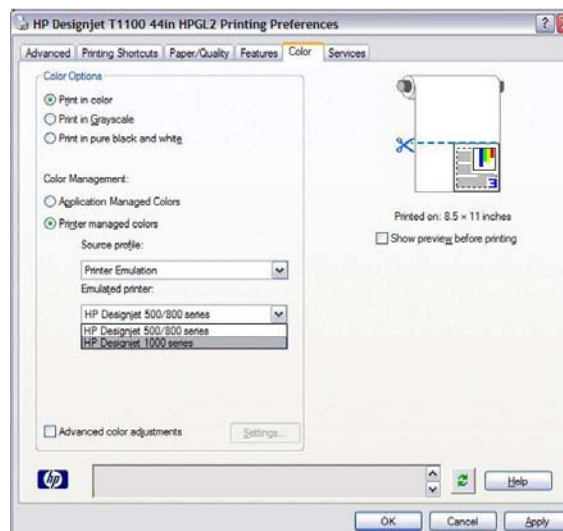 HP Designjet T1100 44in HPGL2 Printing Preferences
Advanced
Printing Shortcuts
Paper/Quality
Features
Color
Services
Color Options
Print in color
Print in Grayscale
Print in pure black and white
Color Management:
Application Managed Colors
Printer managed colors
Source profile:
Printer Emulation
Emulated printer:
HP Designjet 500/800 series
HP Designjet 500/800 series
HP Designjet 1000 series
Advanced color adjustments
Settings...
3
Printed on: 8.5 × 11 inches
Show preview before printing
hp
Help
OK
Cancel
Apply